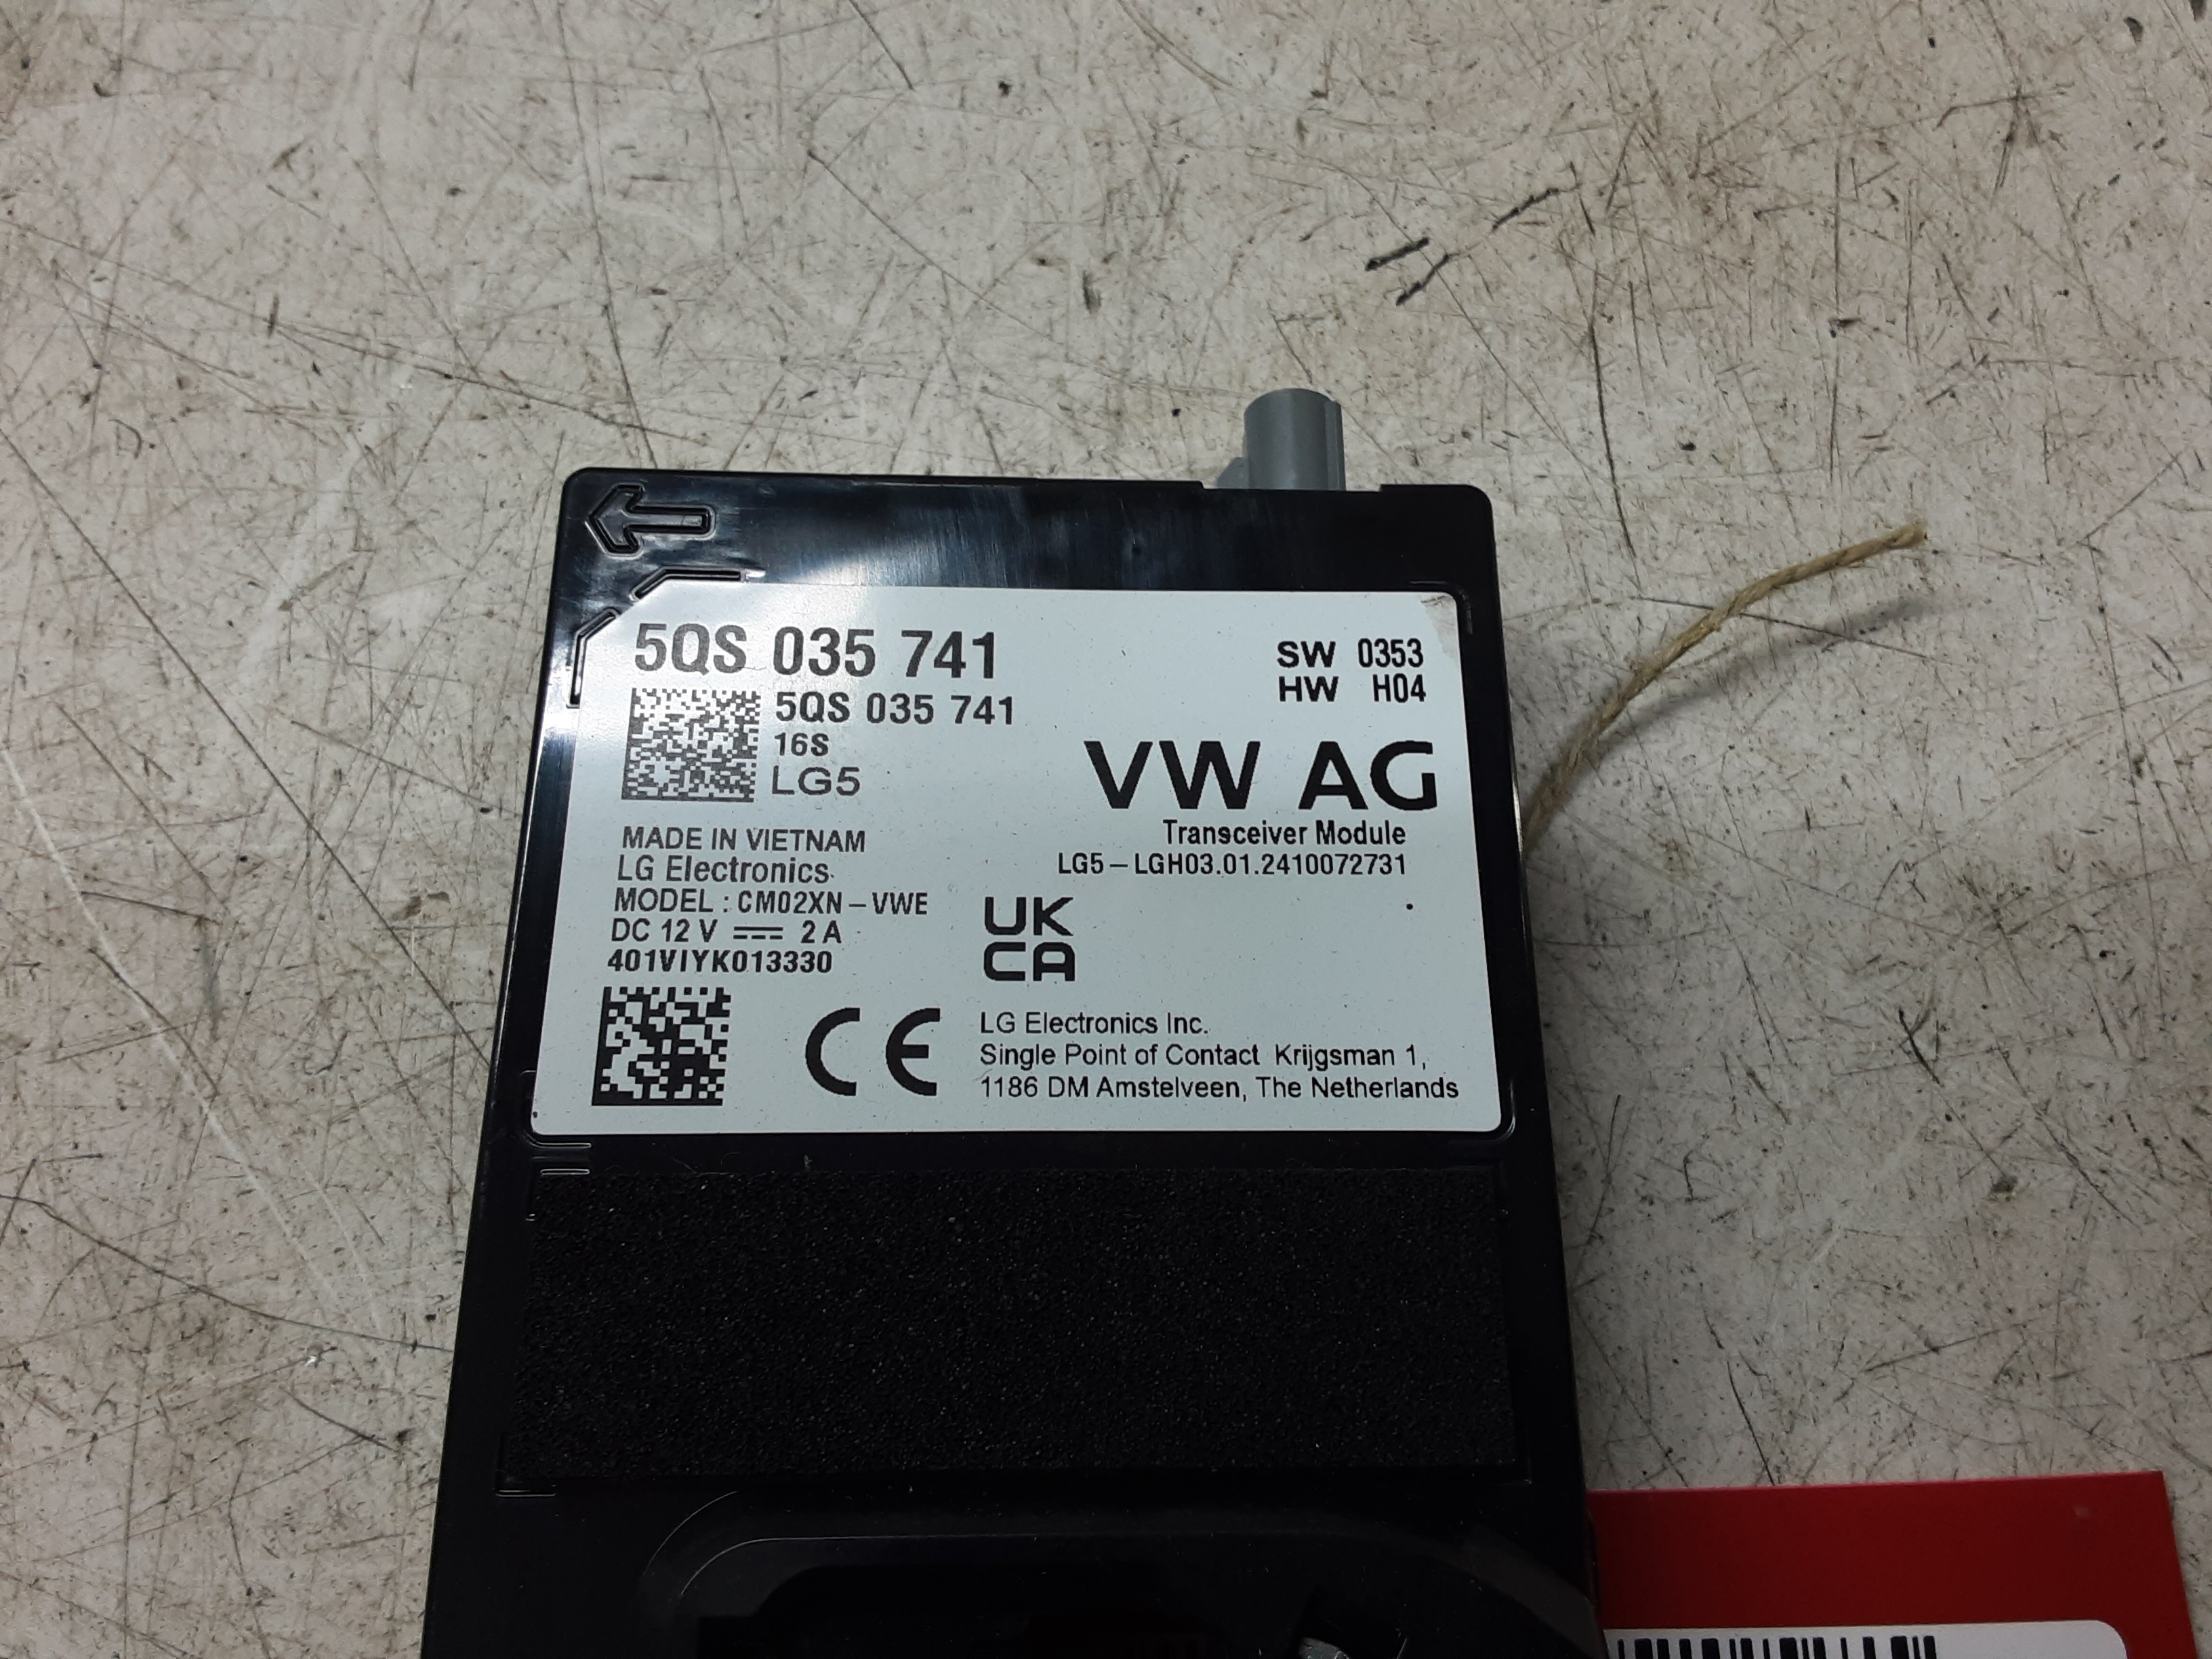 5QS 035 741
SW 0353
HW H04
5QS 035 741
16S
LG5
VW AG
Transceiver Module
LG5-LGH03.01.2410072731
MADE IN VIETNAM
LG Electronics
MODEL : CM02XN-VWE
DC 12 V ⎓ 2 A
401VIYK013330
UK
CA
CE
LG Electronics Inc.
Single Point of Contact Krijgsman 1,
1186 DM Amstelveen, The Netherlands